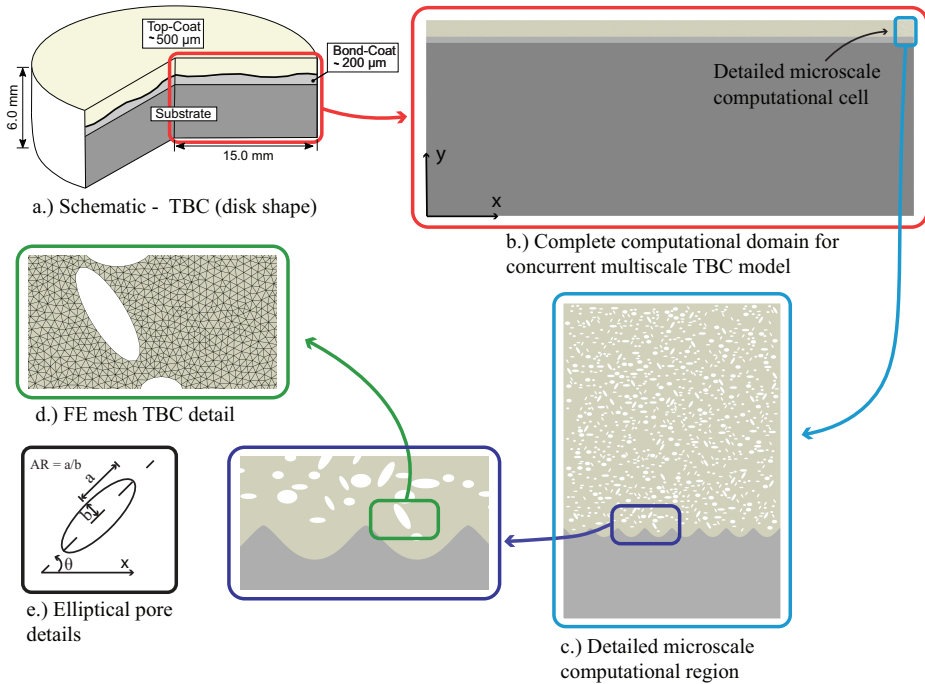 Top-Coat
~500 µm
Bond-Coat
~ 200 µm
6.0 mm
Substrate
15.0 mm
a.) Schematic - TBC (disk shape)
Detailed microscale
computational cell
y
x
b.) Complete computational domain for
concurrent multiscale TBC model
d.) FE mesh TBC detail
AR = a/b
a
b
θ
x
e.) Elliptical pore
details
c.) Detailed microscale
computational region